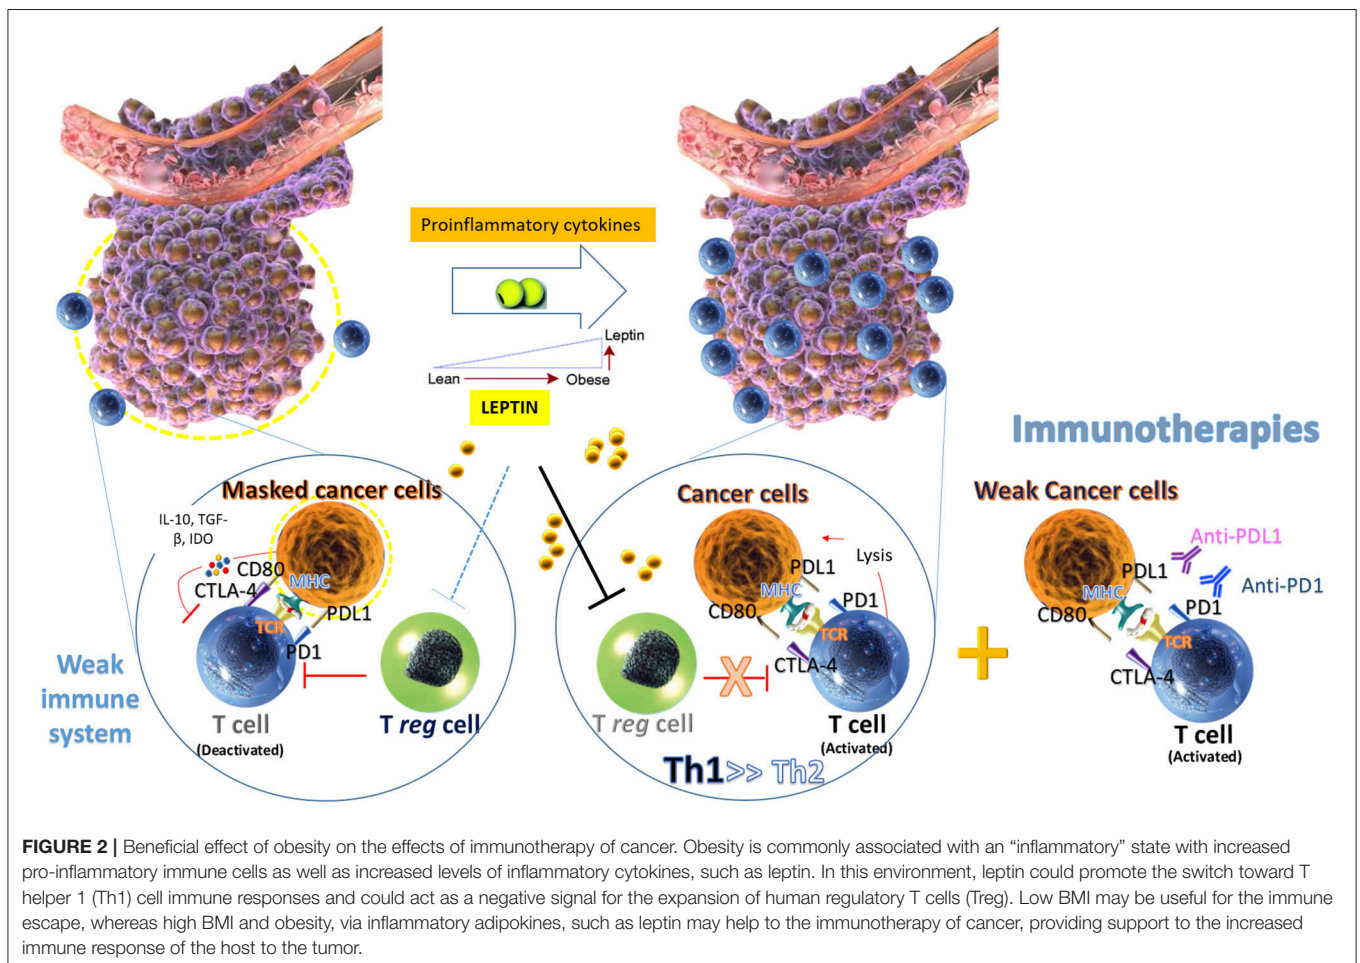 Proinflammatory cytokines
Leptin
Lean
Obese
LEPTIN
Immunotherapies
Masked cancer cells
IL-10, TGF-
β, IDO
CD80
CTLA-4
MHC
PDL1
TCR
PD1
Weak
immune
system
T cell
(Deactivated)
T reg cell
Cancer cells
Lysis
PDL1
MHC
PD1
CD80
TCR
CTLA-4
X
T reg cell
T cell
(Activated)
Th1>> Th2
+
Weak Cancer cells
Anti-PDL1
PDL1
Anti-PD1
MHC
PD1
CD80
TCR
CTLA-4
T cell
(Activated)
FIGURE 2 | Beneficial effect of obesity on the effects of immunotherapy of cancer. Obesity is commonly associated with an “inflammatory” state with increased
pro-inflammatory immune cells as well as increased levels of inflammatory cytokines, such as leptin. In this environment, leptin could promote the switch toward T
helper 1 (Th1) cell immune responses and could act as a negative signal for the expansion of human regulatory T cells (Treg). Low BMI may be useful for the immune
escape, whereas high BMI and obesity, via inflammatory adipokines, such as leptin may help to the immunotherapy of cancer, providing support to the increased
immune response of the host to the tumor.